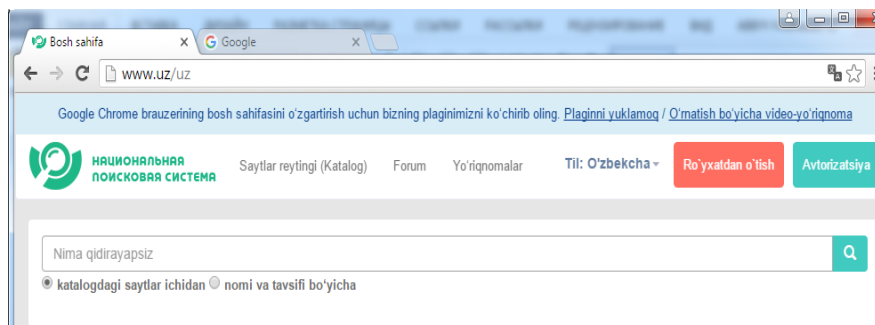 Bosh sahifa
Google
www.uz/uz
Google Chrome brauzerining bosh sahifasini o'zgartirish uchun bizning plaginimizni ko'chirib oling. Plaginni yuklamoq / O'rnatish bo'yicha video-yo'riqnoma
НАЦИОНАЛЬНАЯ
ПОИСКОВАЯ СИСТЕМА
Saytlar reytingi (Katalog) Forum Yo'riqnomalar Til: O'zbekcha Ro`yxatdan o`tish Avtorizatsiya
Nima qidirayapsiz
katalogdagi saytlar ichidan nomi va tavsifi bo'yicha